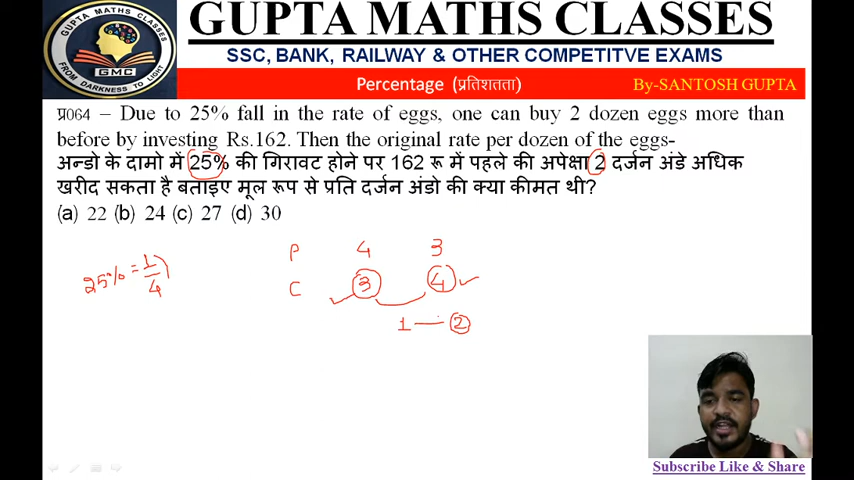 GUPTA MATHS CLASSES
GMC
FROM DARKNESS TO LIGHT
GUPTA MATHS CLASSES
SSC, BANK, RAILWAY & OTHER COMPETITVE EXAMS
Percentage (प्रतिशतता)
By-SANTOSH GUPTA
प्र064 – Due to 25% fall in the rate of eggs, one can buy 2 dozen eggs more than
before by investing Rs.162. Then the original rate per dozen of the eggs-
अन्डो के दामो में 25% की गिरावट होने पर 162 रू में पहले की अपेक्षा 2 दर्जन अंडे अधिक
खरीद सकता है बताइए मूल रूप से प्रति दर्जन अंडो की क्या कीमत थी?
(a) 22 (b) 24 (c) 27 (d) 30
P 4 3
25% = 1/4
C 3 4
1 — 2
Subscribe Like & Share